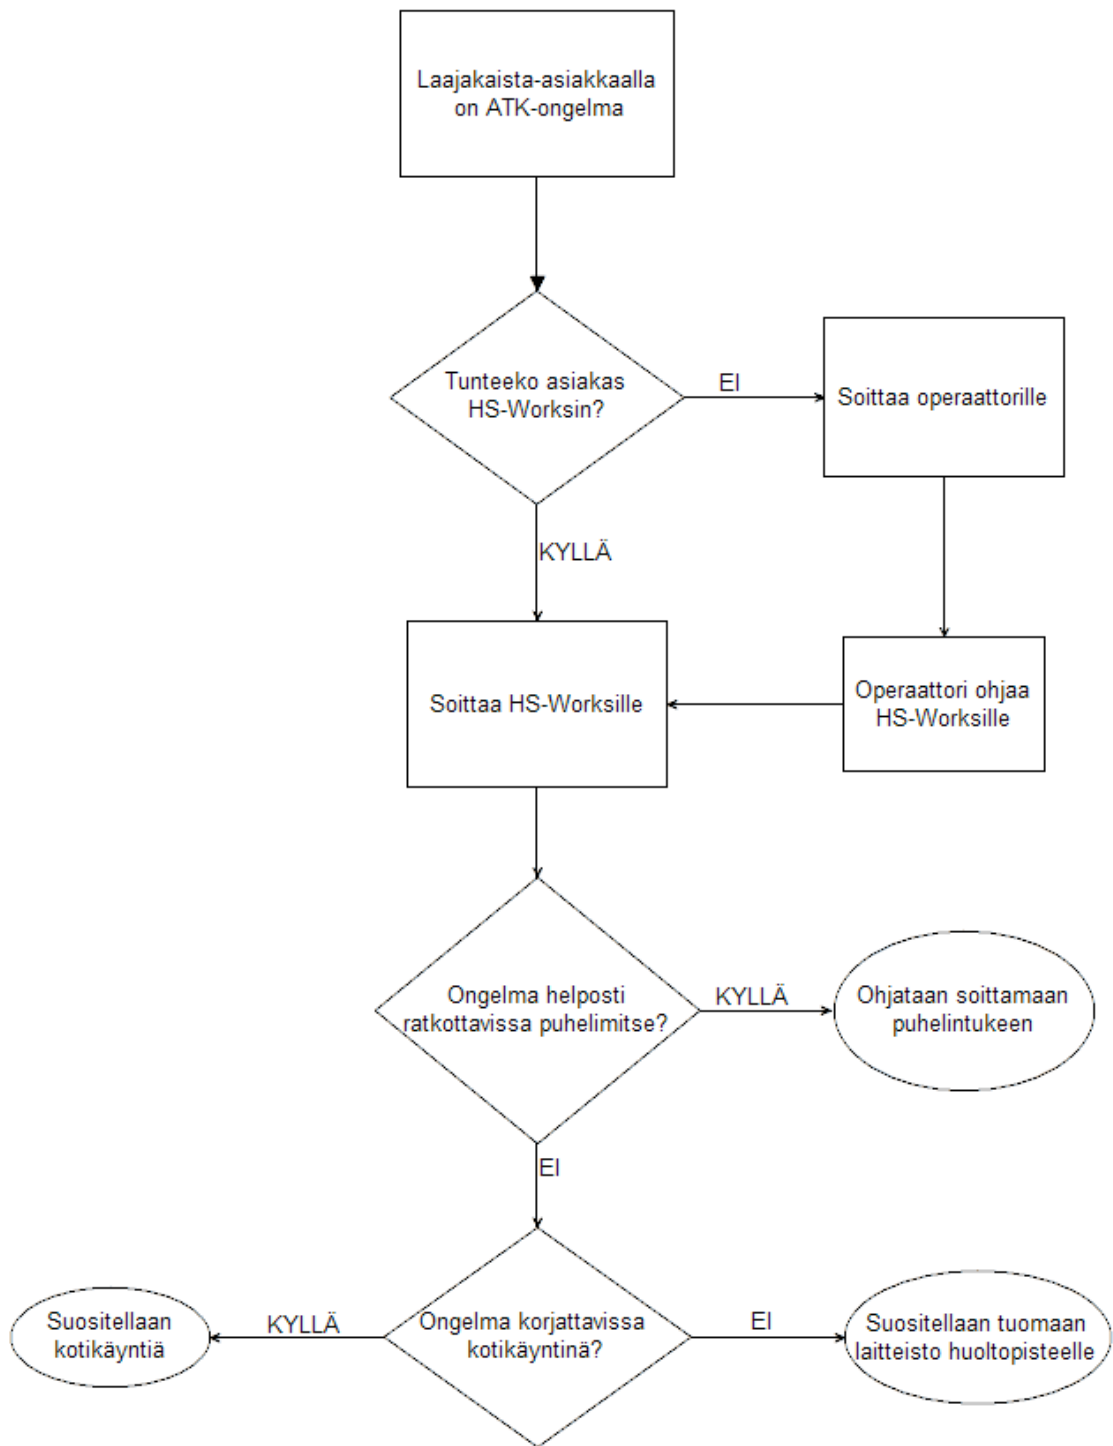 Laajakaista-asiakkaalla
on ATK-ongelma
Tunteeko asiakas
HS-Worksin?
EI
Soittaa operaattorille
KYLLÄ
Soittaa HS-Worksille
Operaattori ohjaa
HS-Worksille
Ongelma helposti
ratkottavissa puhelimitse?
KYLLÄ
Ohjataan soittamaan
puhelintukeen
EI
Suositellaan
kotikäyntiä
KYLLÄ
Ongelma korjattavissa
kotikäyntinä?
EI
Suositellaan tuomaan
laitteisto huoltopisteelle